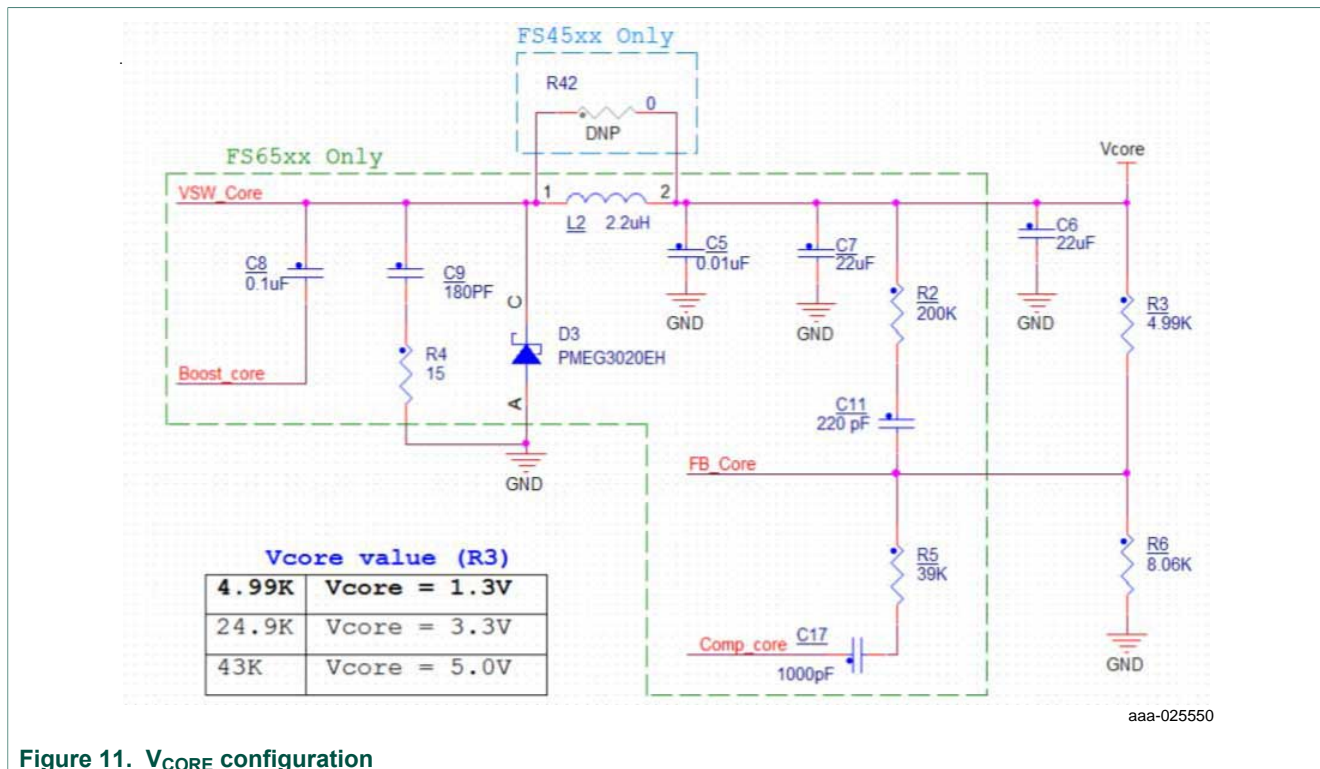 FS45xx Only
R42
0
DNP
FS65xx Only
Vcore
VSW_Core
1
2
L2 2.2uH
C8
0.1uF
C9
180PF
C5
0.01uF
C7
22uF
C6
22uF
GND
GND
GND
R2
200K
R3
4.99K
C
D3
PMEG3020EH
A
R4
15
Boost_core
C11
220 pF
FB_Core
GND
Vcore value (R3)
4.99K Vcore = 1.3V
24.9K Vcore = 3.3V
43K Vcore = 5.0V
R5
39K
R6
8.06K
Comp_core
C17
1000pF
GND
aaa-025550
Figure 11. VCORE configuration